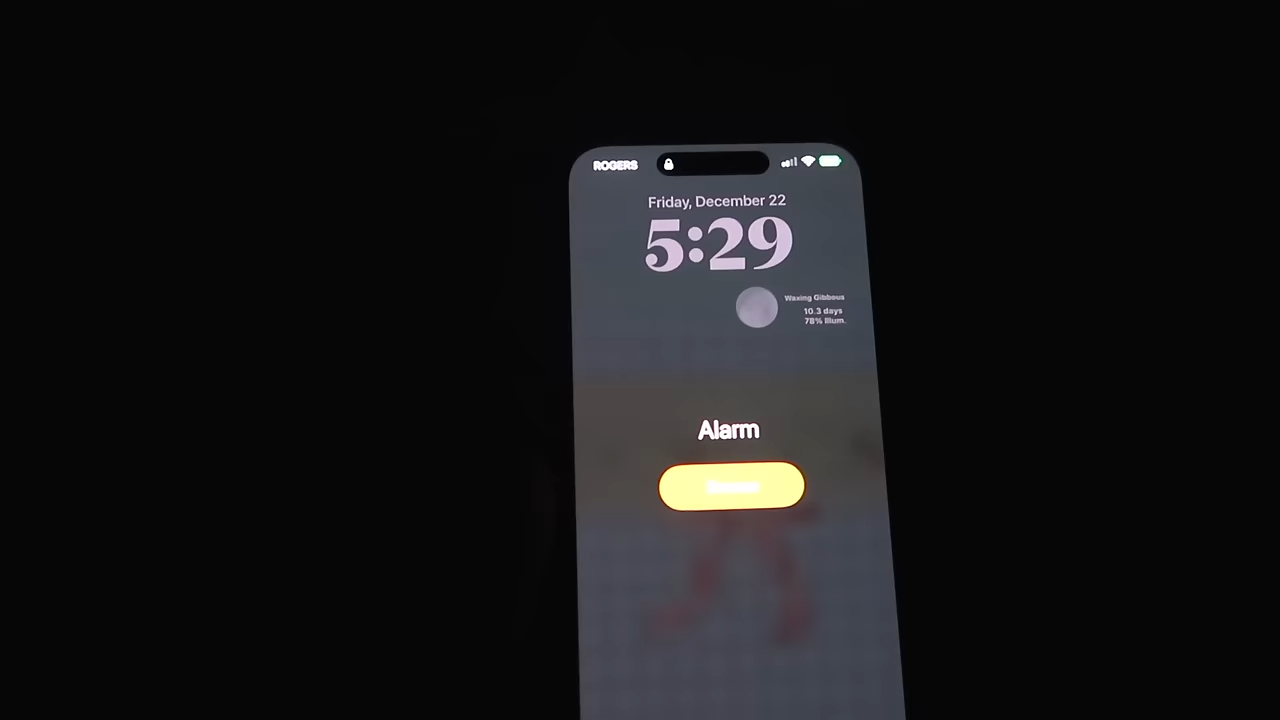 ROGERS
Friday, December 22
5:29
Waxing Gibbous
10.3 days
78% Illum.
Alarm